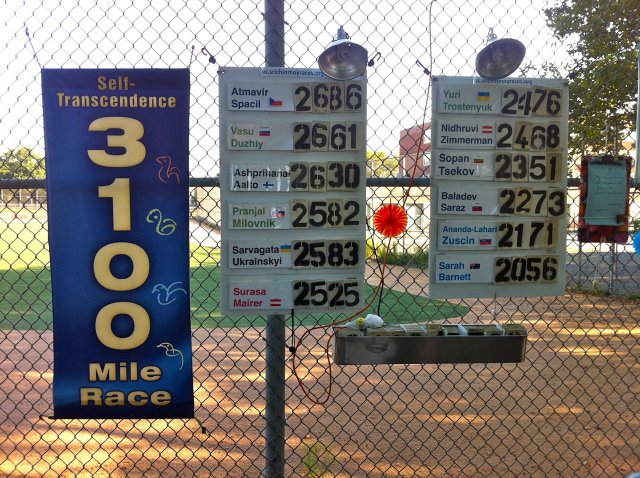 Self-
Transcendence
3
1
0
0
Mile
Race
srichinmoyraces.org
Atmavir
Spacil
2686
Vasu
Duzhiy
2661
Ashprihanal
Aalto
2630
Pranjal
Milovnik
2582
Sarvagata
Ukrainskyi
2583
Surasa
Mairer
2525
Yuri
Trostenyuk
2476
Nidhruvi
Zimmerman
2468
Sopan
Tsekov
2351
Baladev
Saraz
2273
Ananda-Lahari
Zuscin
2171
Sarah
Barnett
2056